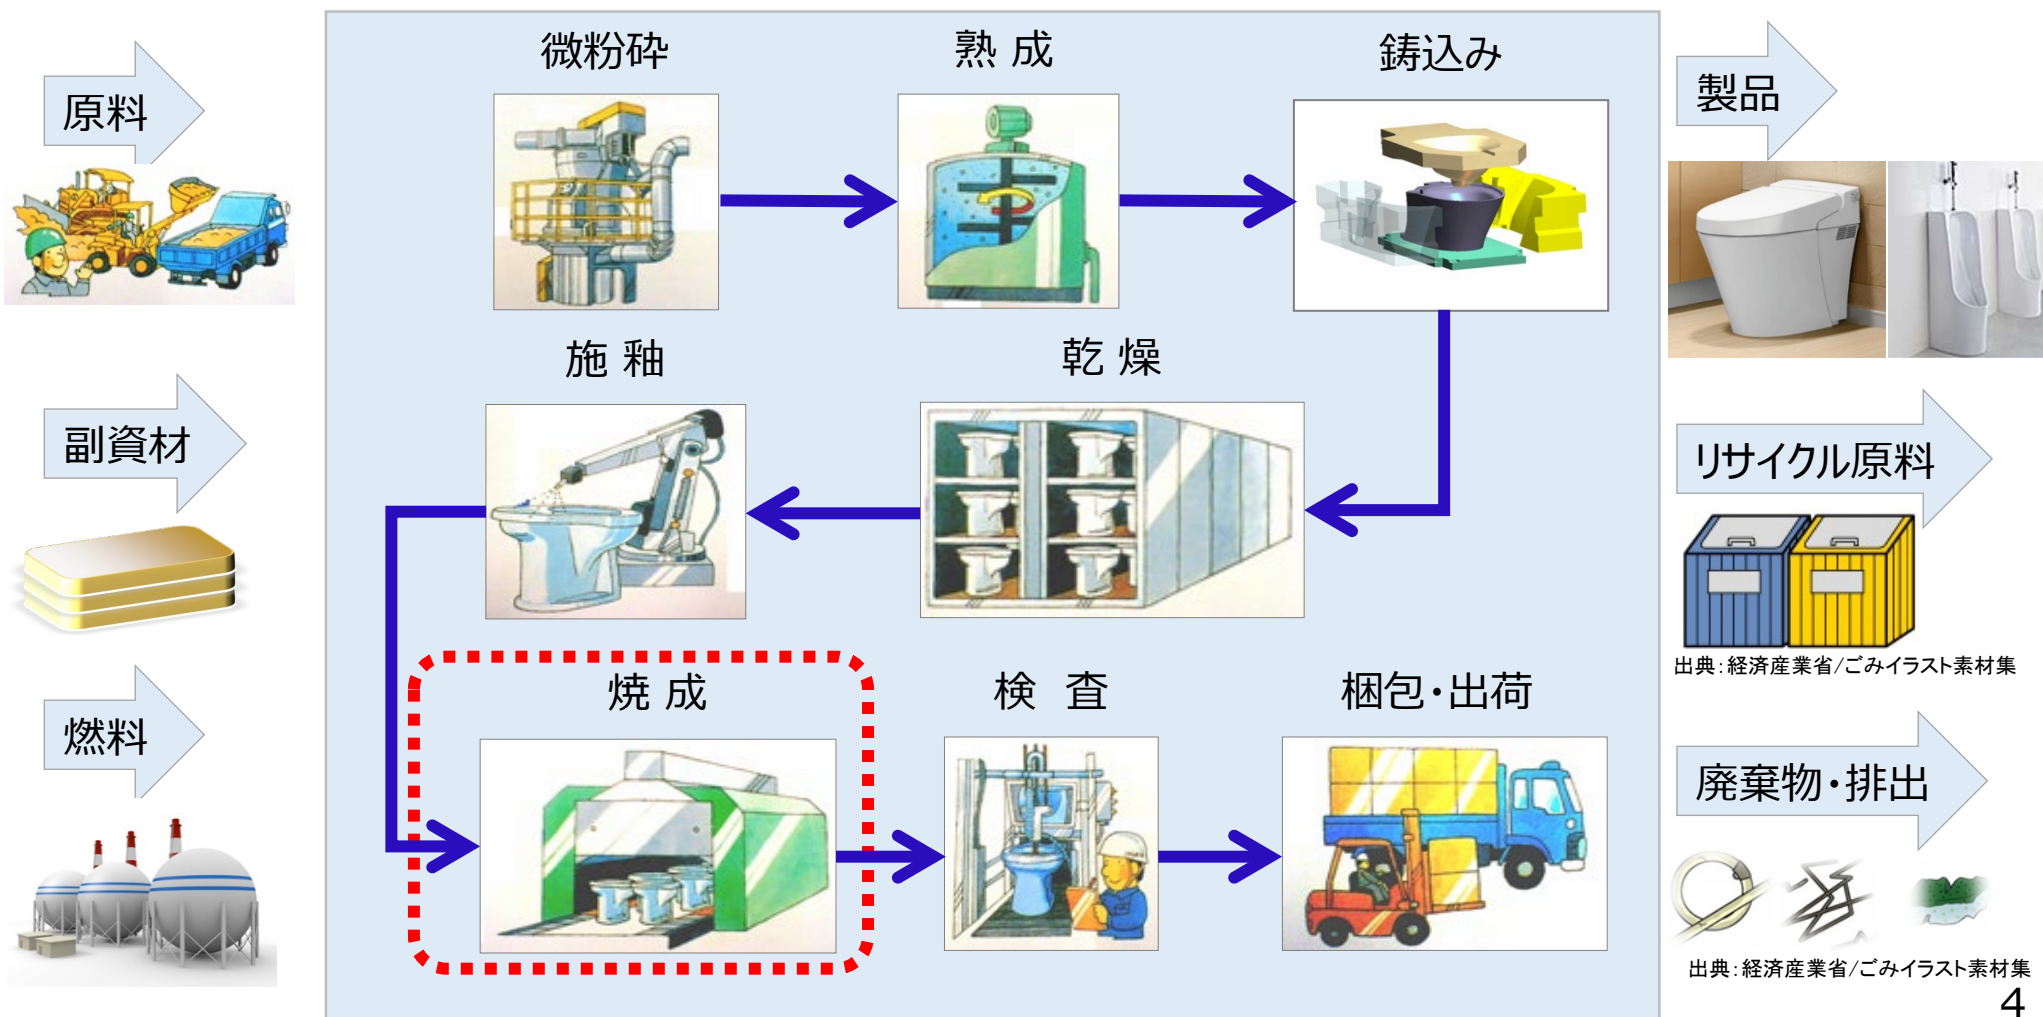 原料
副資材
燃料
微粉砕
熟 成
鋳込み
施 釉
乾 燥
焼 成
検 査
梱包・出荷
製品
リサイクル原料
出典:経済産業省/ごみイラスト素材集
廃棄物・排出
出典:経済産業省/ごみイラスト素材集
4